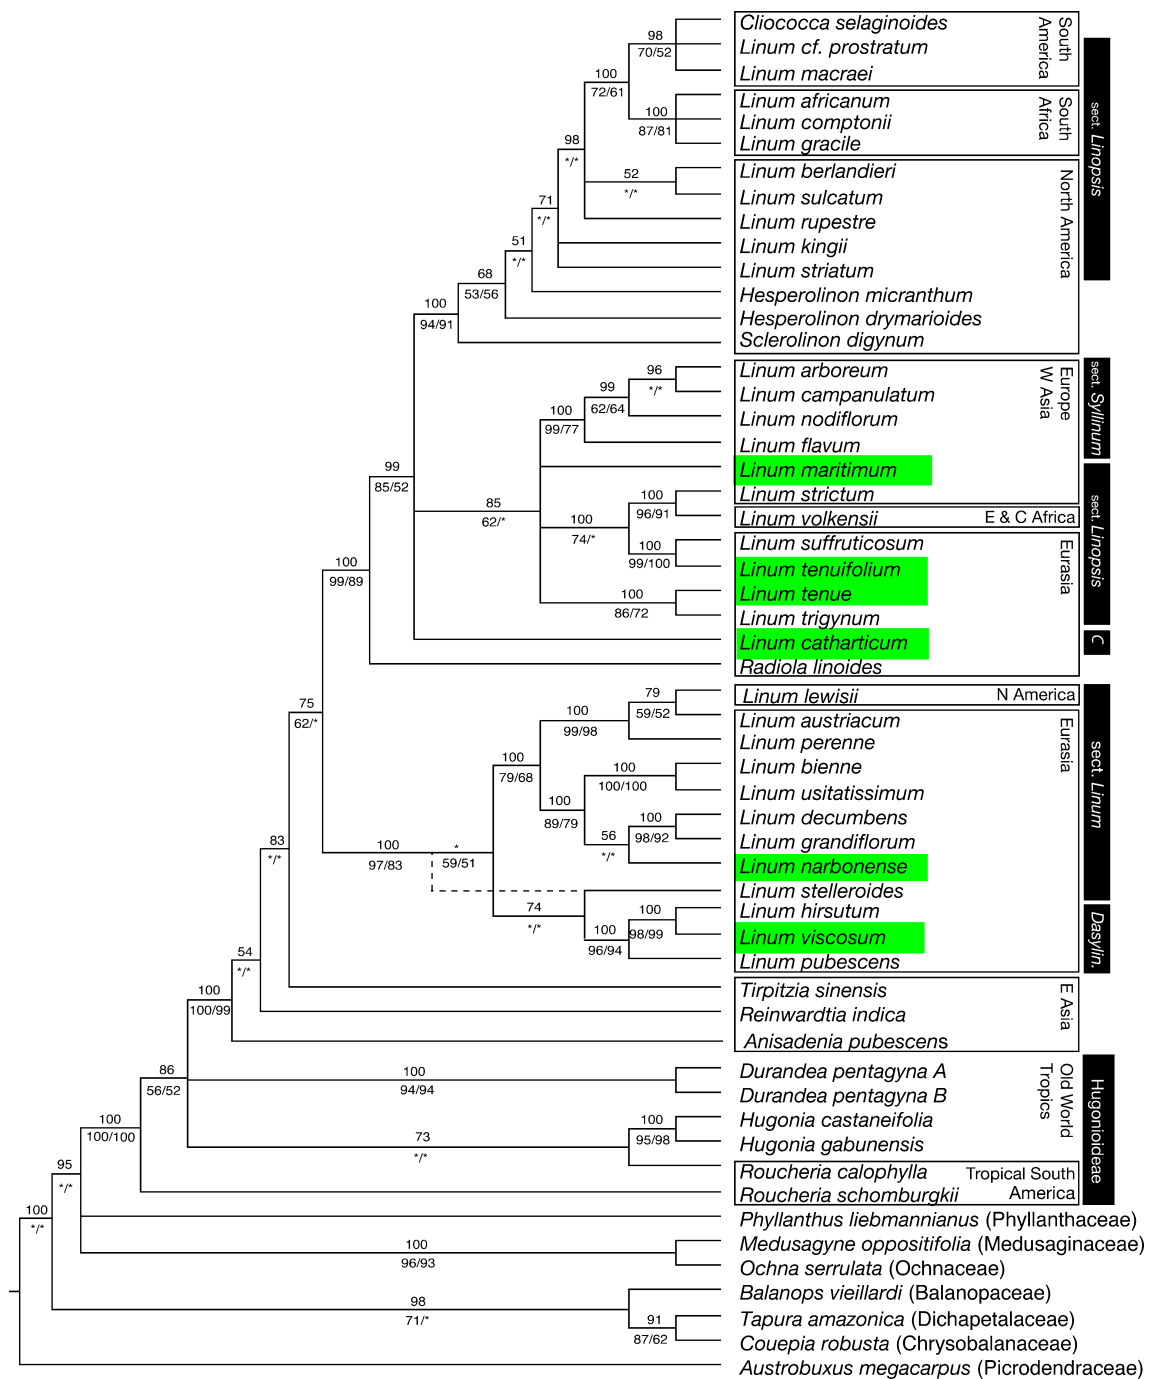 Cliococca selaginoides
Linum cf. prostratum
Linum macraei
South America
98
70/52
100
72/61
Linum africanum
Linum comptonii
Linum gracile
South Africa
100
87/81
sect. Linopsis
98
*/*
Linum berlandieri
Linum sulcatum
52
*/*
Linum rupestre
Linum kingii
Linum striatum
North America
71
*/*
51
*/*
Hesperolinon micranthum
68
53/56
Hesperolinon drymarioides
100
94/91
Sclerolinon digynum
Linum arboreum
Linum campanulatum
Linum nodiflorum
Linum flavum
Europe
W Asia
sect. Syllinum
96
*/*
99
62/64
100
99/77
Linum maritimum
Linum strictum
99
85/52
85
62/*
100
96/91
Linum volkensii
E & C Africa
100
74/*
Linum suffruticosum
Linum tenuifolium
100
99/100
Linum tenue
Linum trigynum
100
86/72
Eurasia
sect. Linopsis
100
99/89
Linum catharticum
C
Radiola linoides
Linum lewisii
N America
79
59/52
75
62/*
100
99/98
Linum austriacum
Linum perenne
Eurasia
100
79/68
Linum bienne
Linum usitatissimum
100
100/100
100
89/79
Linum decumbens
Linum grandiflorum
100
98/92
56
*/*
Linum narbonense
sect. Linum
83
*/*
100
97/83
*
59/51
Linum stelleroides
74
*/*
Linum hirsutum
Linum viscosum
100
98/99
100
96/94
Linum pubescens
Dasylin.
54
*/*
Tirpitzia sinensis
100
100/99
Reinwardtia indica
Anisadenia pubescens
E Asia
86
56/52
Durandea pentagyna A
Durandea pentagyna B
100
94/94
Old World
Tropics
Hugonioideae
100
100/100
Hugonia castaneifolia
Hugonia gabunensis
100
95/98
73
*/*
Roucheria calophylla
Roucheria schomburgkii
Tropical South
America
95
*/*
100
*/*
Phyllanthus liebmannianus (Phyllanthaceae)
Medusagyne oppositifolia (Medusaginaceae)
Ochna serrulata (Ochnaceae)
100
96/93
Balanops vieillardi (Balanopaceae)
98
71/*
Tapura amazonica (Dichapetalaceae)
91
87/62
Couepia robusta (Chrysobalanaceae)
Austrobuxus megacarpus (Picrodendraceae)